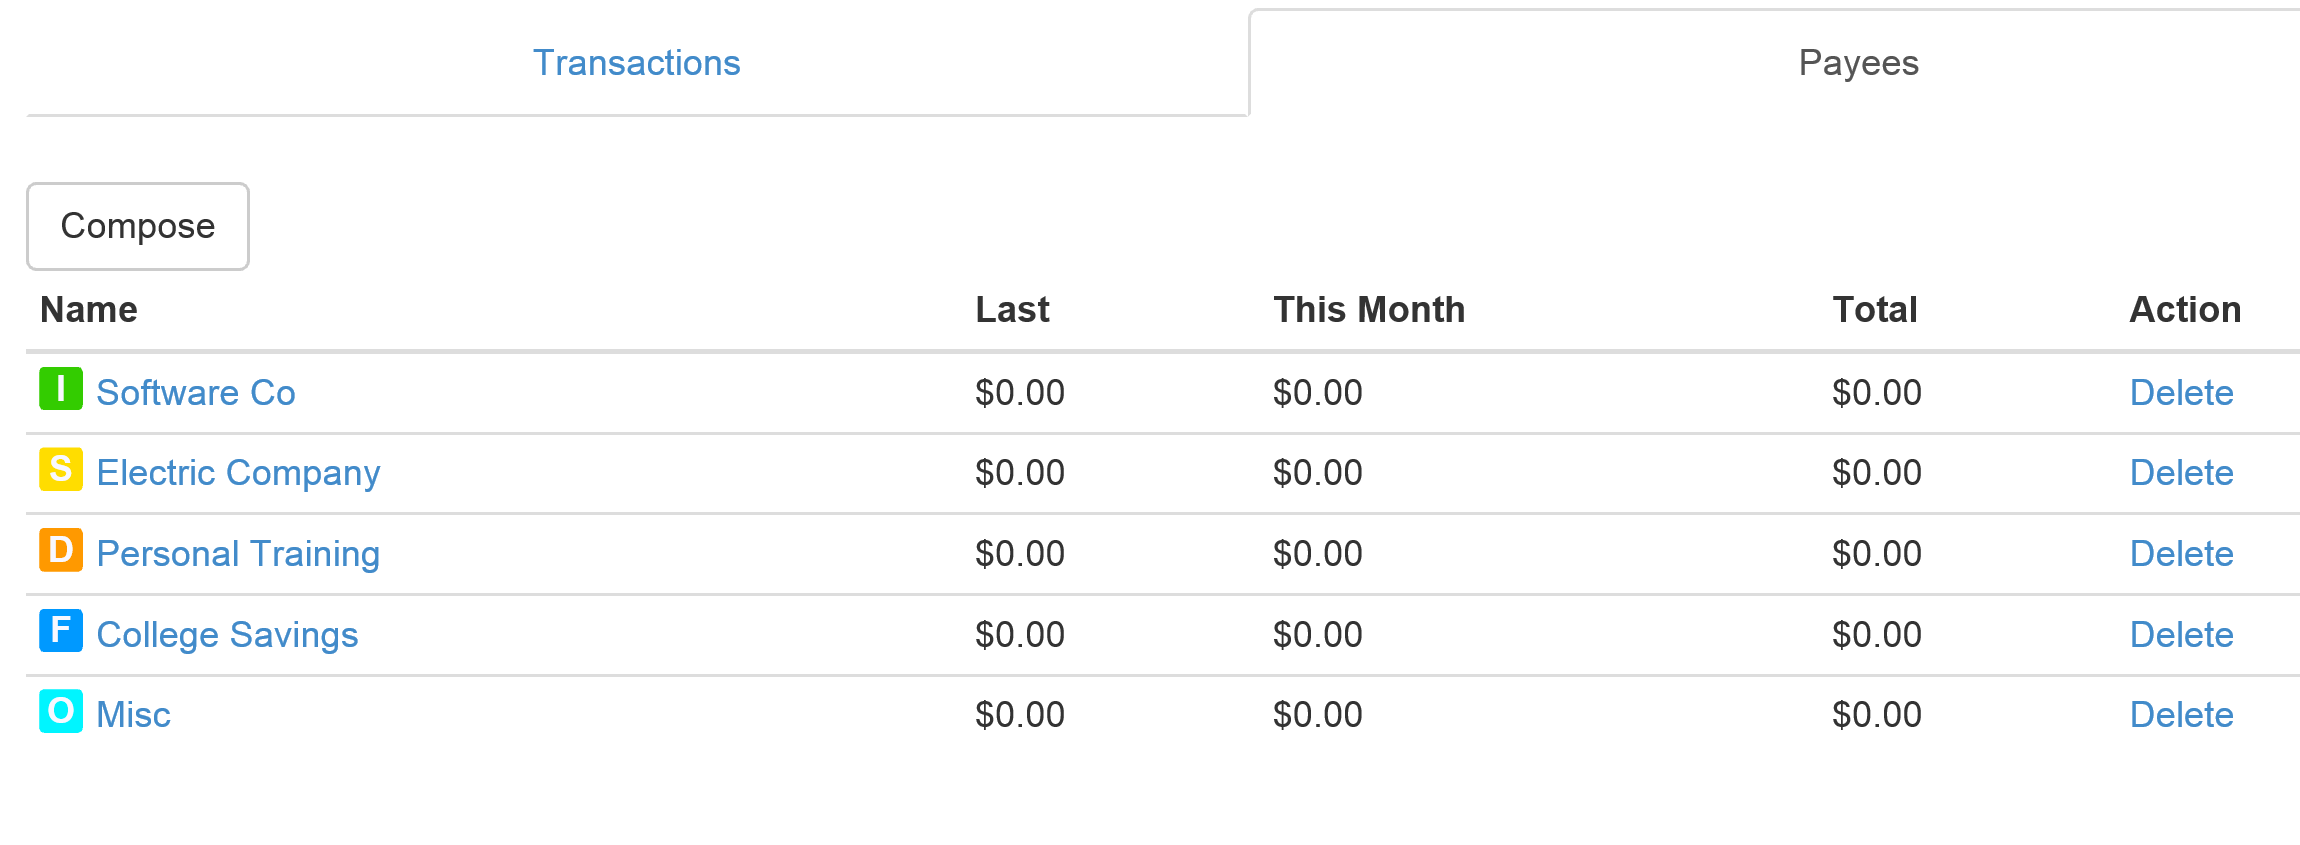 Transactions Payees
Compose
Name Last This Month Total Action
I Software Co $0.00 $0.00 $0.00 Delete
S Electric Company $0.00 $0.00 $0.00 Delete
D Personal Training $0.00 $0.00 $0.00 Delete
F College Savings $0.00 $0.00 $0.00 Delete
O Misc $0.00 $0.00 $0.00 Delete